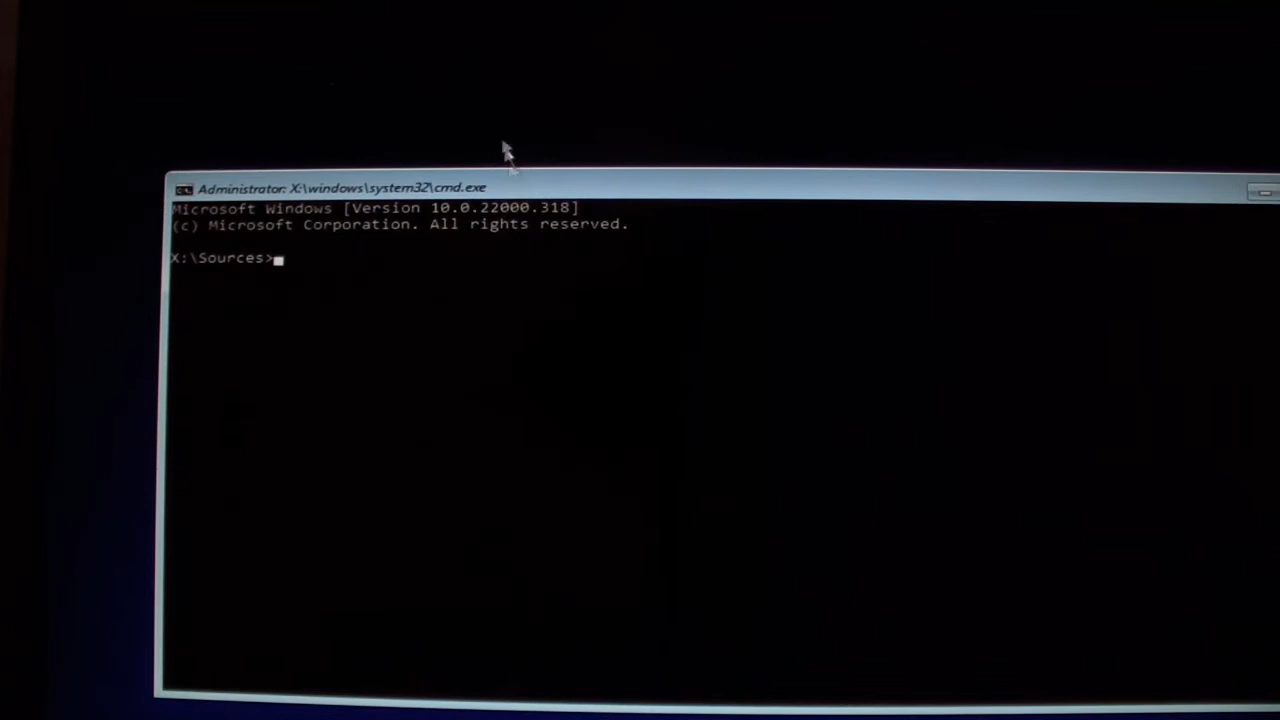 Administrator: X:\windows\system32\cmd.exe
Microsoft Windows [Version 10.0.22000.318]
(c) Microsoft Corporation. All rights reserved.
X:\Sources>